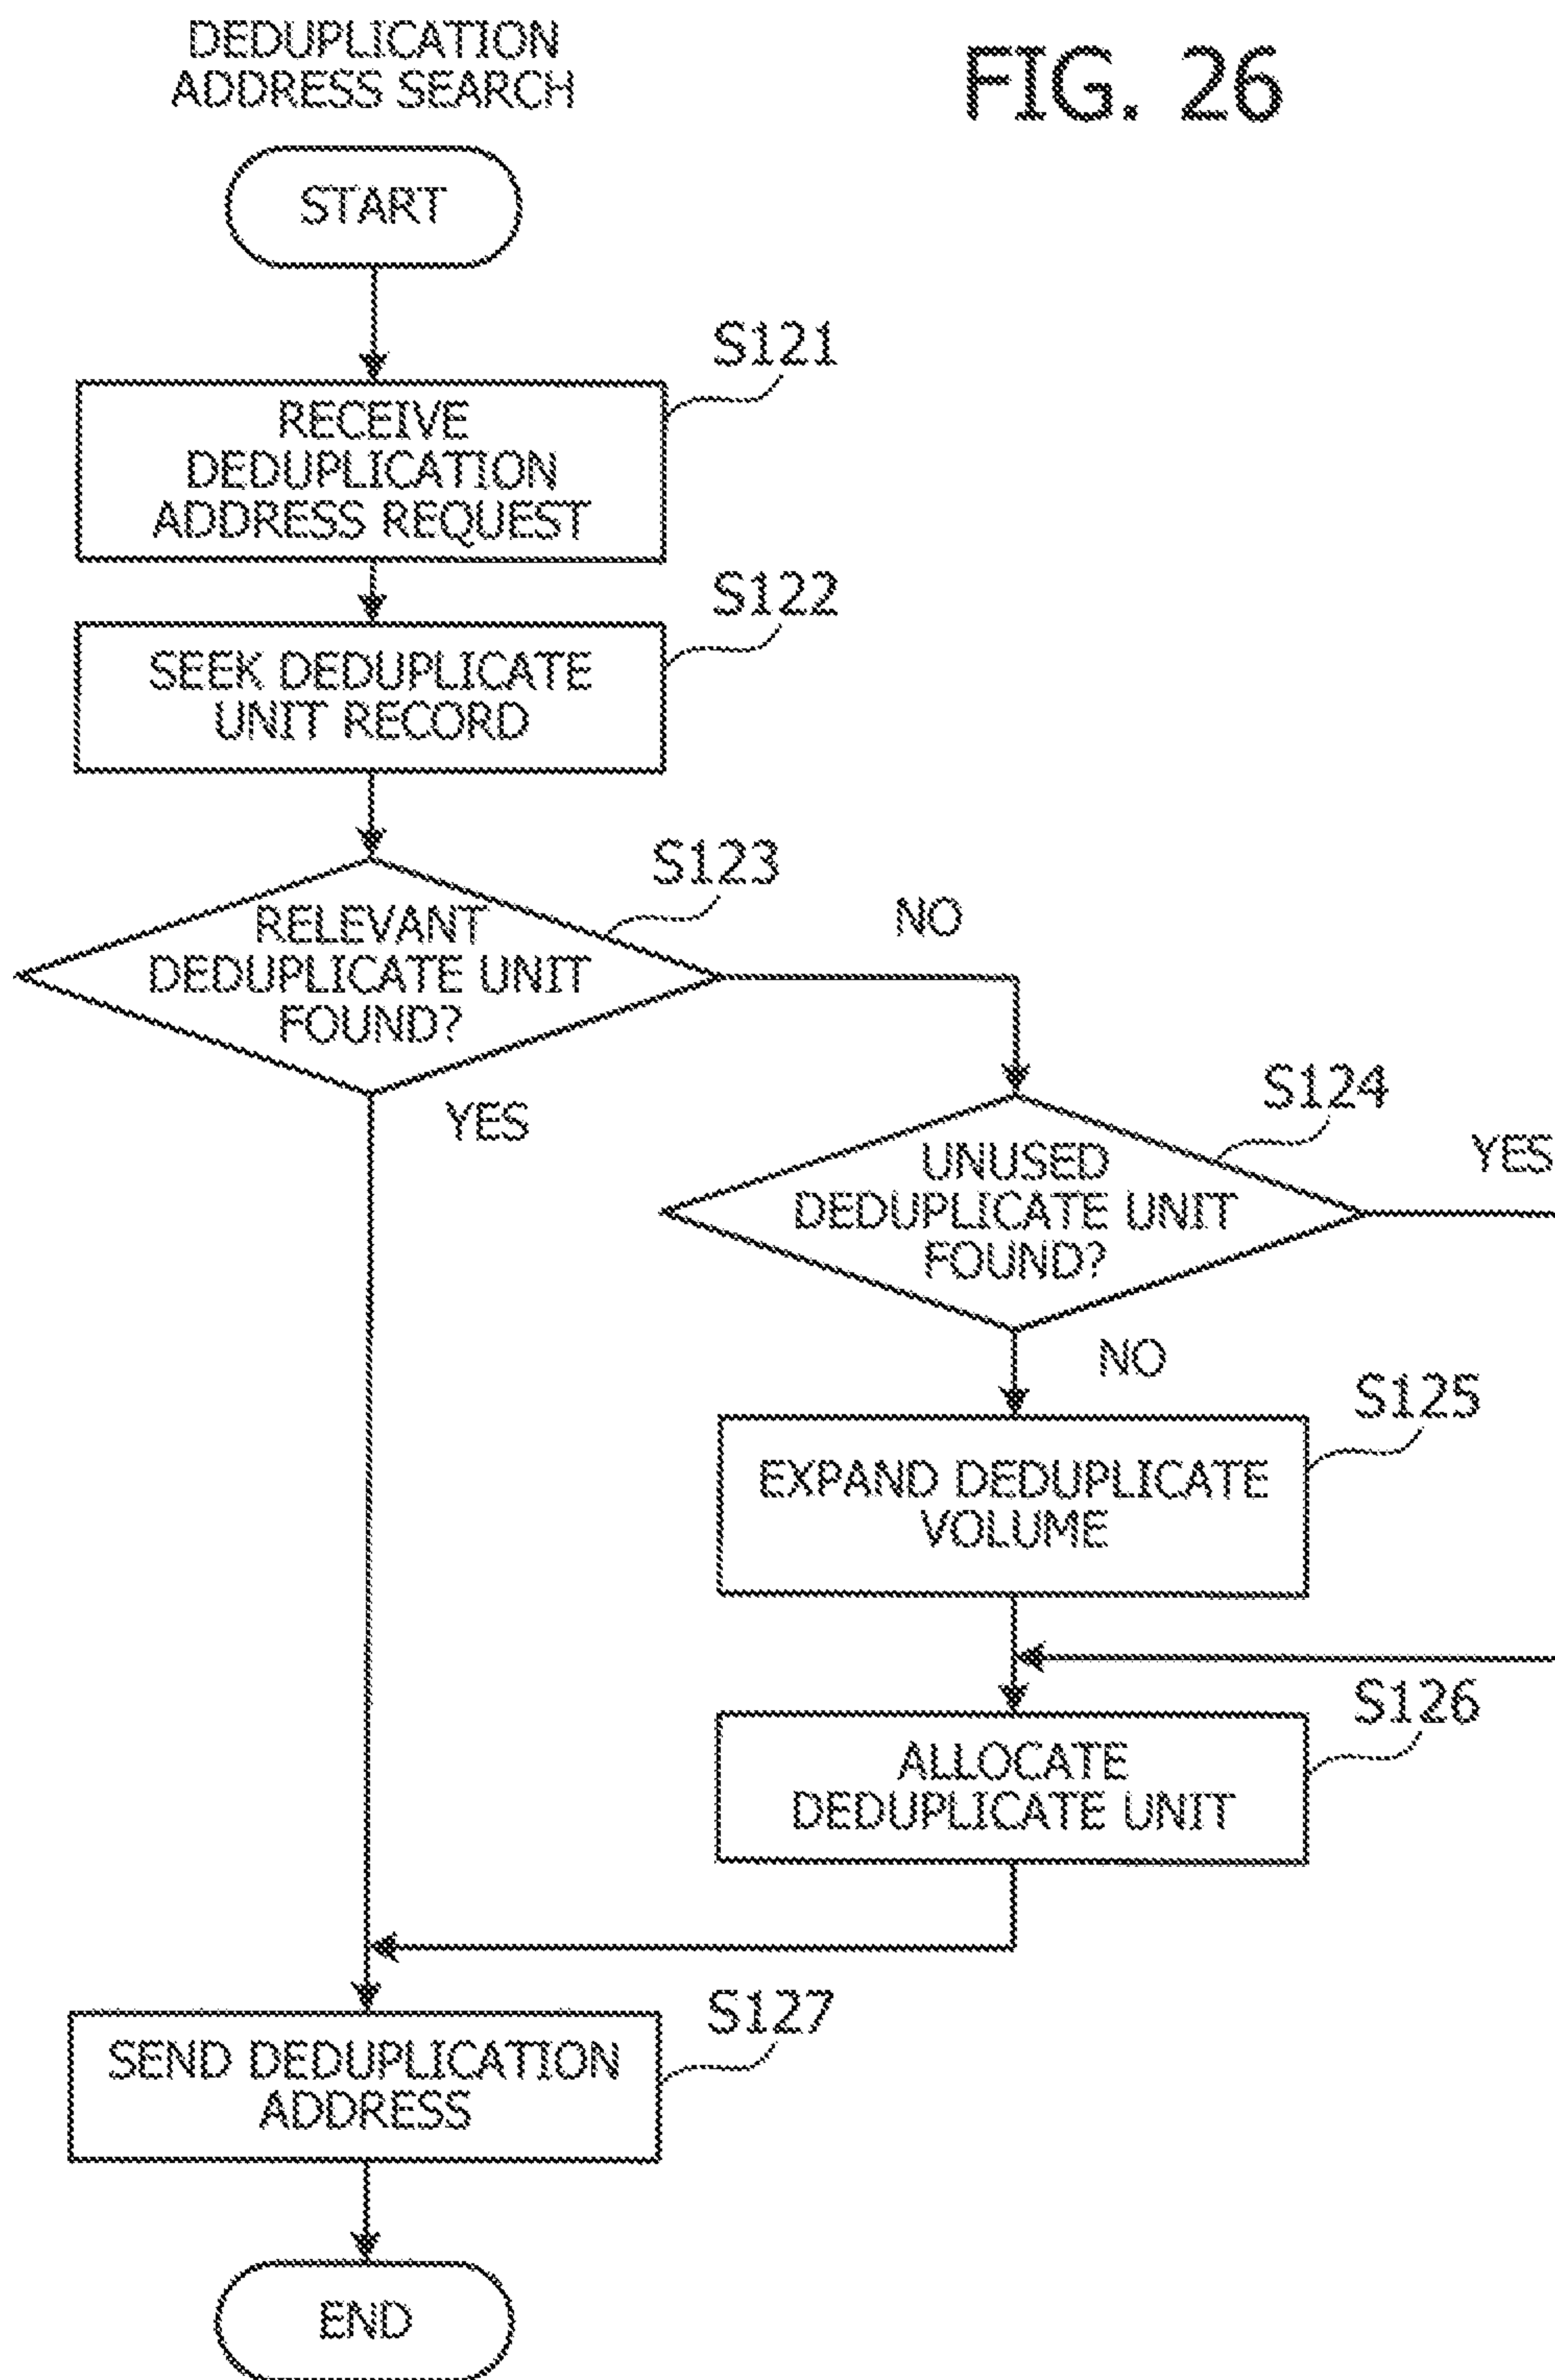 DEDUPLICATION
ADDRESS SEARCH
FIG. 26
START
S121
RECEIVE
DEDUPLICATION
ADDRESS REQUEST
S122
SEEK DEDUPLICATE
UNIT RECORD
S123
RELEVANT
DEDUPLICATE UNIT
FOUND?
NO
YES
S124
UNUSED
DEDUPLICATE UNIT
FOUND?
YES
NO
S125
EXPAND DEDUPLICATE
VOLUME
S126
ALLOCATE
DEDUPLICATE UNIT
S127
SEND DEDUPLICATION
ADDRESS
END